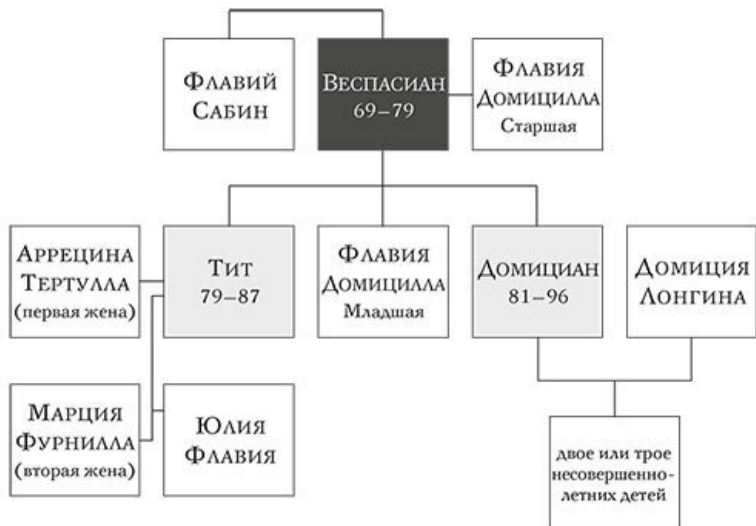 Флавий
Сабин
Веспасиан
69–79
Флавия
Домицилла
Старшая
Аррецина
Тертулла
(первая жена)
Тит
79–87
Флавия
Домицилла
Младшая
Домициан
81–96
Домиция
Лонгина
Марция
Фурнилла
(вторая жена)
Юлия
Флавия
двое или трое
несовершенно-
летних детей